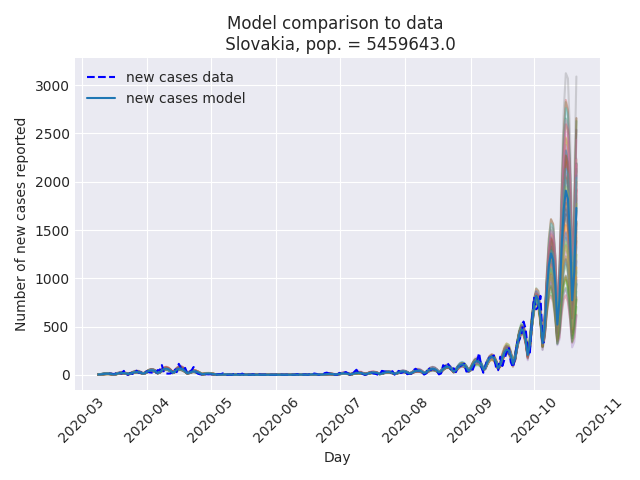 Model comparison to data
Slovakia, pop. = 5459643.0
new cases data
new cases model
Number of new cases reported
3000
2500
2000
1500
1000
500
0
2020-03
2020-04
2020-05
2020-06
2020-07
2020-08
2020-09
2020-10
2020-11
Day